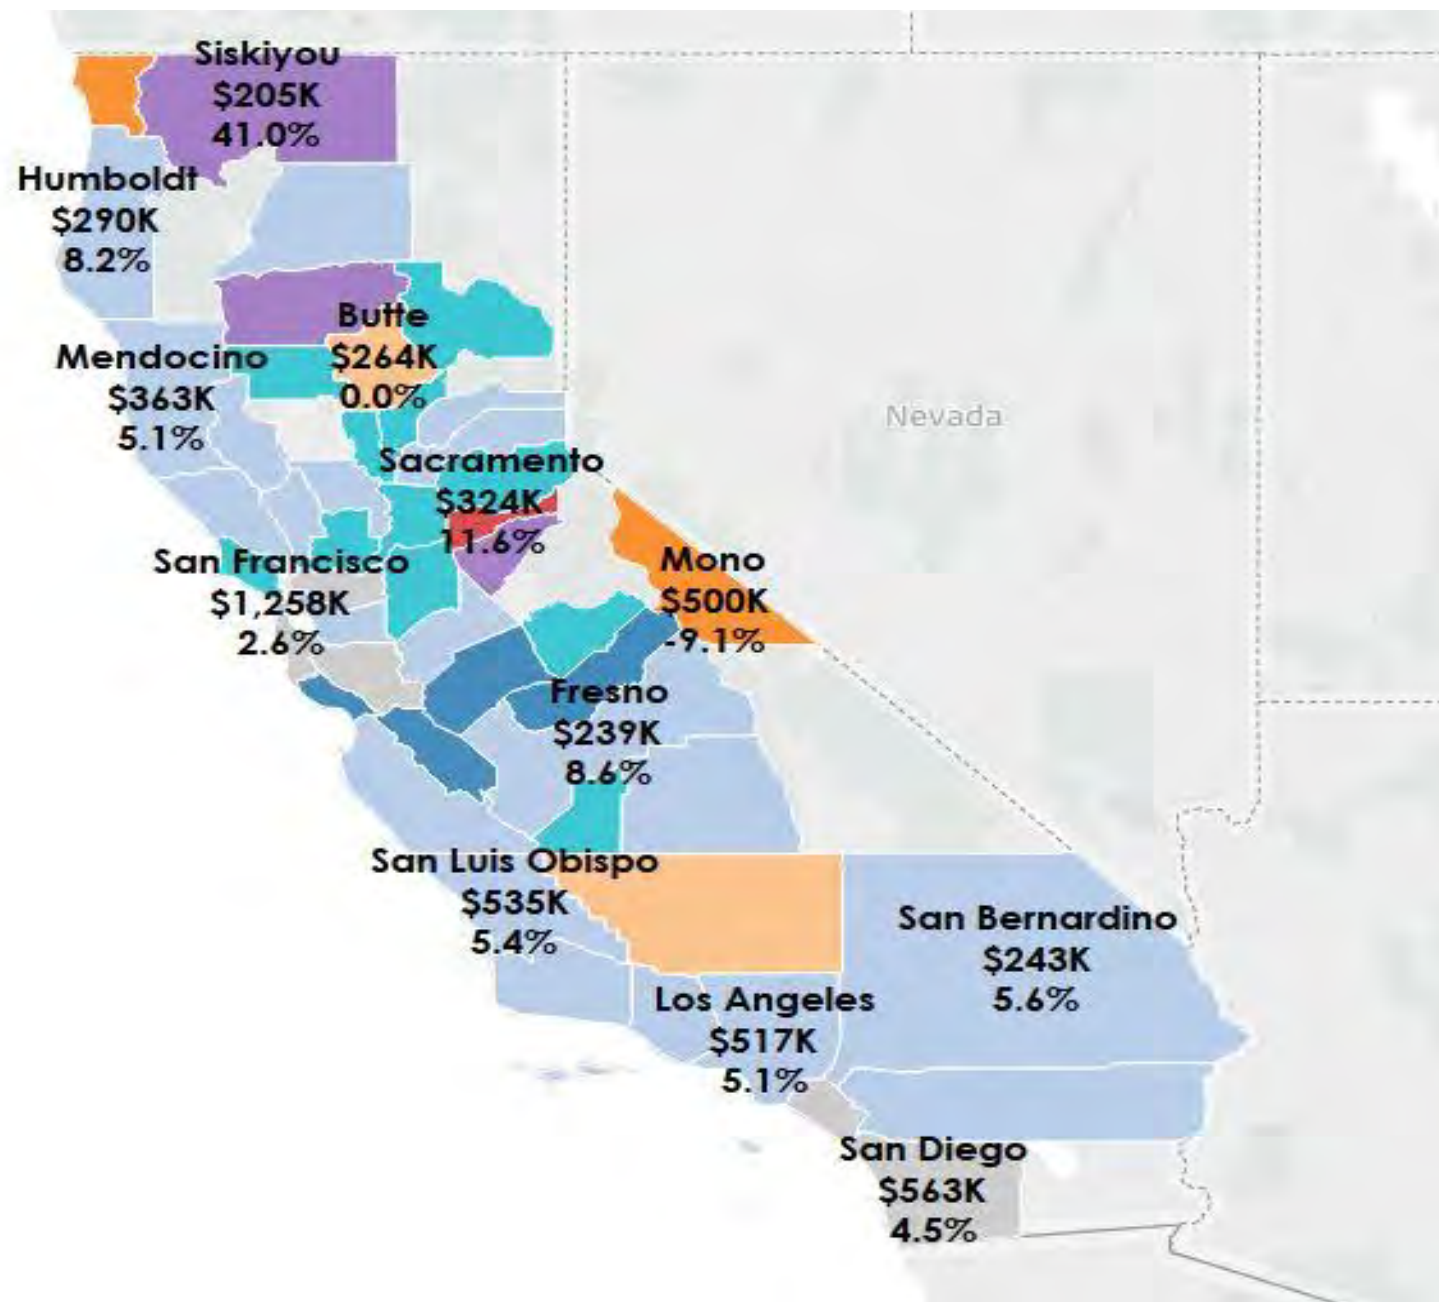 Siskiyou
$205K
41.0%
Humboldt
$290K
8.2%
Butte
$264K
0.0%
Mendocino
$363K
5.1%
Nevada
Sacramento
$324K
11.6%
San Francisco
$1,258K
2.6%
Mono
$500K
-9.1%
Fresno
$239K
8.6%
San Luis Obispo
$535K
5.4%
San Bernardino
$243K
5.6%
Los Angeles
$517K
5.1%
San Diego
$563K
4.5%